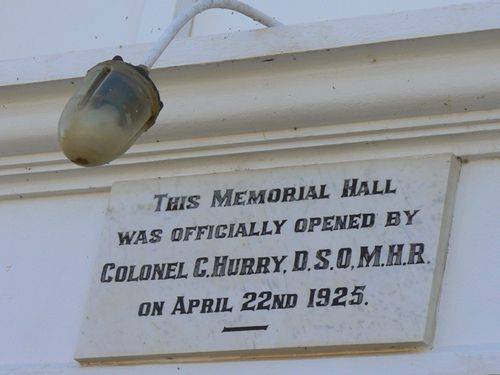 THIS MEMORIAL HALL
WAS OFFICIALLY OPENED BY
COLONEL G. HURRY, D.S.O, M.H.R.
ON APRIL 22ND 1925.